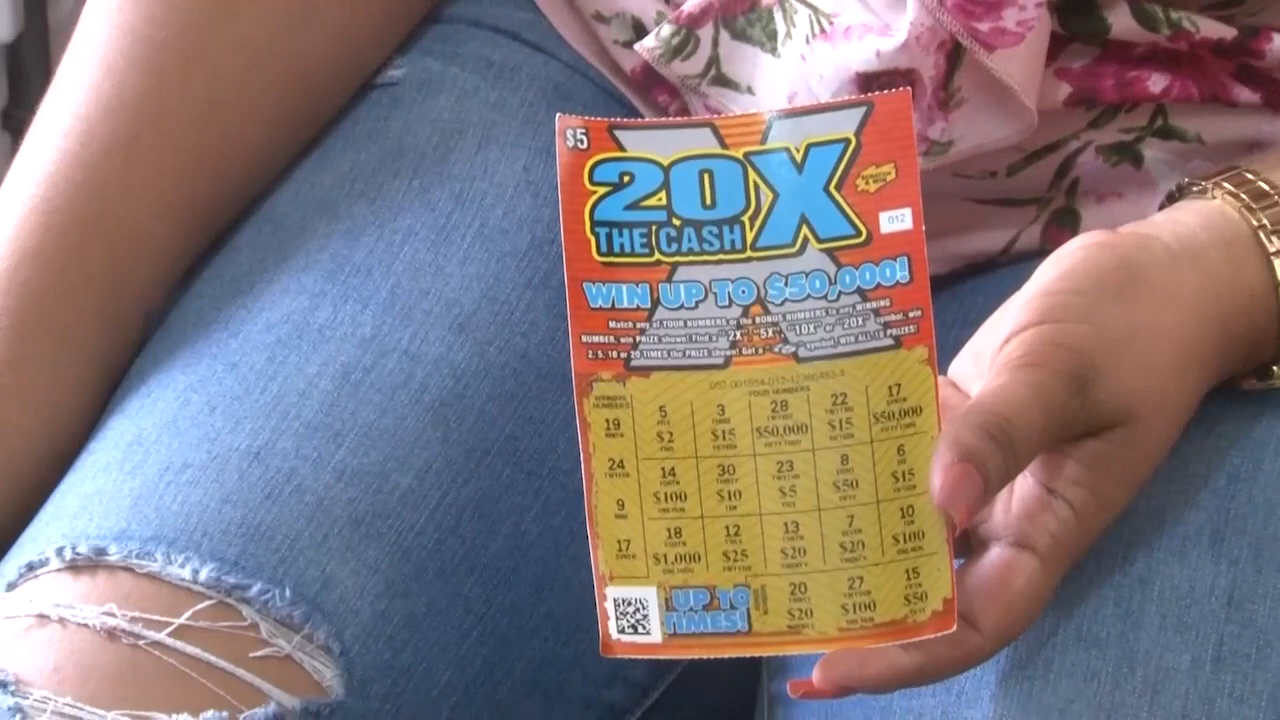 $5
20X
SCRATCH & WIN
THE CASH
012
WIN UP TO $50,000!
Match any of YOUR NUMBERS or the BONUS NUMBERS to any WINNING
NUMBER, win PRIZE shown! Find a "2X", "5X", "10X" or "20X" symbol, win
2, 5, 10 or 20 TIMES the PRIZE shown! Get a " " symbol, WIN ALL 18 PRIZES!
WINNING NUMBERS
YOUR NUMBERS
19
5 3 28 22 17
$2 $15 $50,000 $15 $50,000
24
14 30 23 8 6
$100 $10 $5 $50 $15
9
18 12 13 7 10
17
$1,000 $25 $20 $20 $100
UP TO
TIMES!
20 27 15
$20 $100 $50